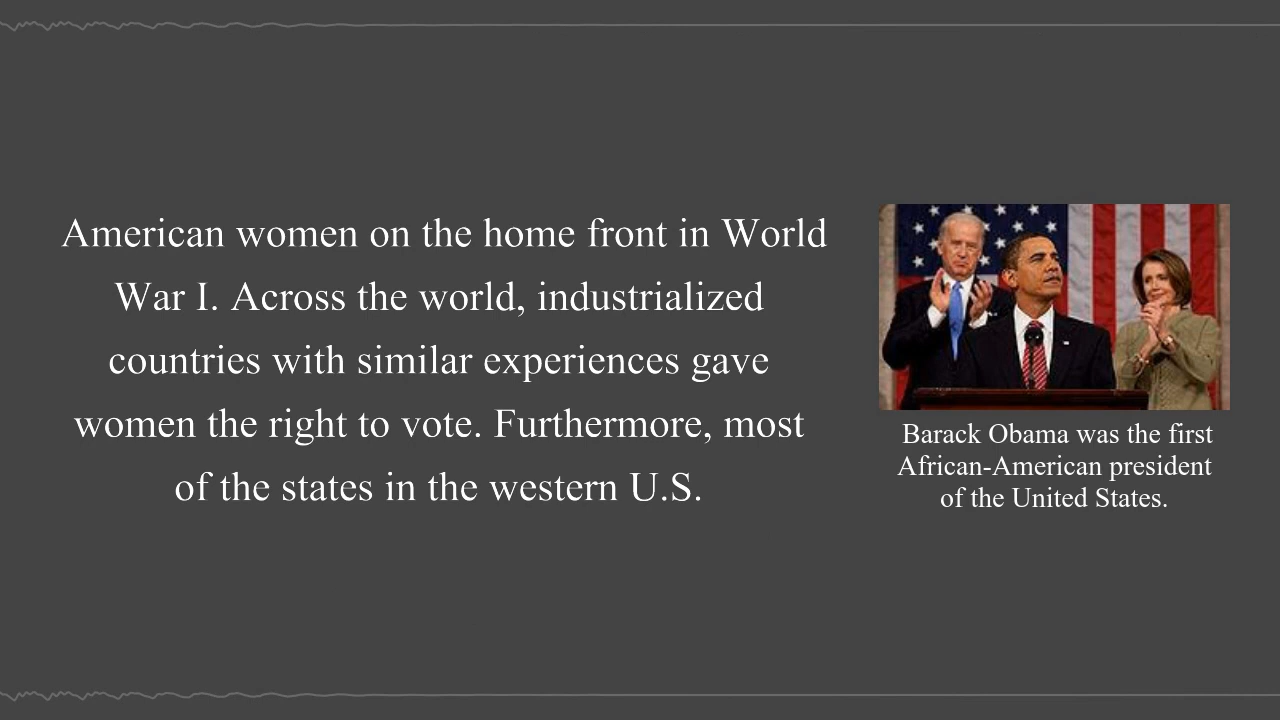 American women on the home front in World
War I. Across the world, industrialized
countries with similar experiences gave
women the right to vote. Furthermore, most
of the states in the western U.S.
Barack Obama was the first
African-American president
of the United States.